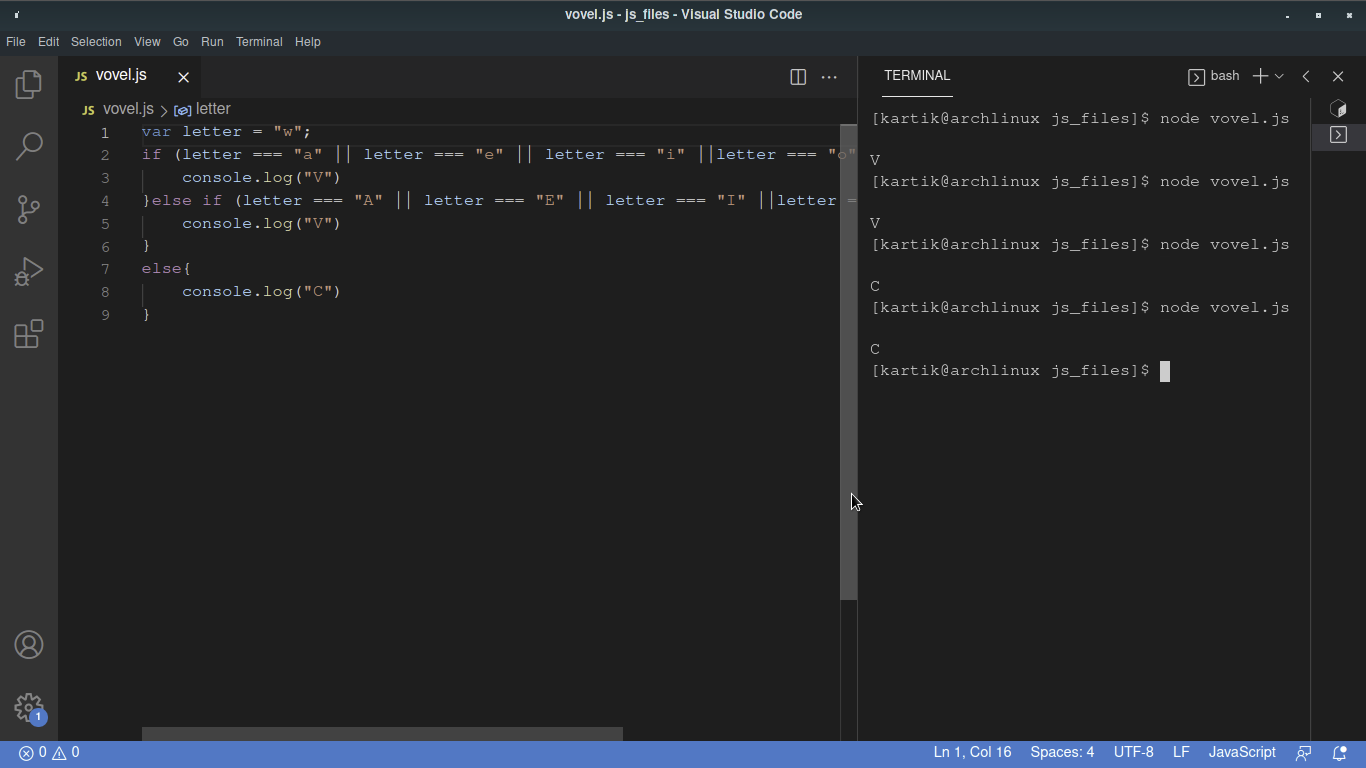 vovel.js - js_files - Visual Studio Code
File Edit Selection View Go Run Terminal Help
JS vovel.js
JS vovel.js > letter
1 var letter = "w";
2 if (letter === "a" || letter === "e" || letter === "i" ||letter === "o"
3 console.log("V")
4 }else if (letter === "A" || letter === "E" || letter === "I" ||letter =
5 console.log("V")
6 }
7 else{
8 console.log("C")
9 }
TERMINAL
bash
[kartik@archlinux js_files]$ node vovel.js
V
[kartik@archlinux js_files]$ node vovel.js
V
[kartik@archlinux js_files]$ node vovel.js
C
[kartik@archlinux js_files]$ node vovel.js
C
[kartik@archlinux js_files]$
1
0 0
Ln 1, Col 16 Spaces: 4 UTF-8 LF JavaScript